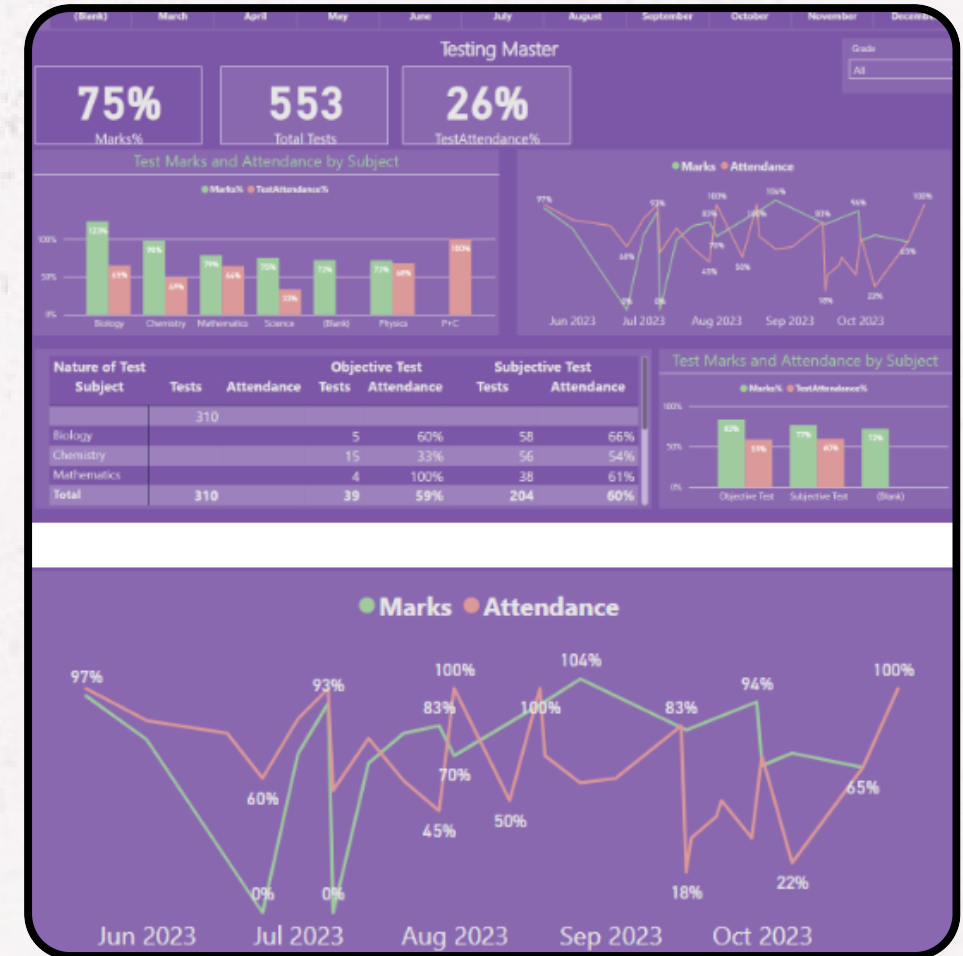 (Blank) March April May June July August September October November Decemb
Testing Master
Grade
All
75%
Marks%
553
Total Tests
26%
TestAttendance%
Test Marks and Attendance by Subject
Marks% TestAttendance%
100%
50%
0%
123%
98%
79%
75%
72%
72%
68%
33%
100%
Biology Chemistry Mathematics Science (Blank) Physics P+C
Marks Attendance
97%
60%
0%
93%
0%
83%
45%
100%
70%
50%
100%
104%
83%
18%
94%
22%
65%
100%
Jun 2023 Jul 2023 Aug 2023 Sep 2023 Oct 2023
Nature of Test Objective Test Subjective Test
Subject Tests Attendance Tests Attendance Tests Attendance
310
Biology 5 60% 58 66%
Chemistry 15 33% 56 54%
Mathematics 4 100% 38 61%
Total 310 39 59% 204 60%
Test Marks and Attendance by Subject
Marks% TestAttendance%
100%
50%
0%
83%
59%
77%
60%
Objective Test Subjective Test (Blank)
Marks Attendance
97%
60%
0%
93%
0%
83%
45%
100%
70%
50%
100%
104%
83%
18%
94%
22%
65%
100%
Jun 2023 Jul 2023 Aug 2023 Sep 2023 Oct 2023